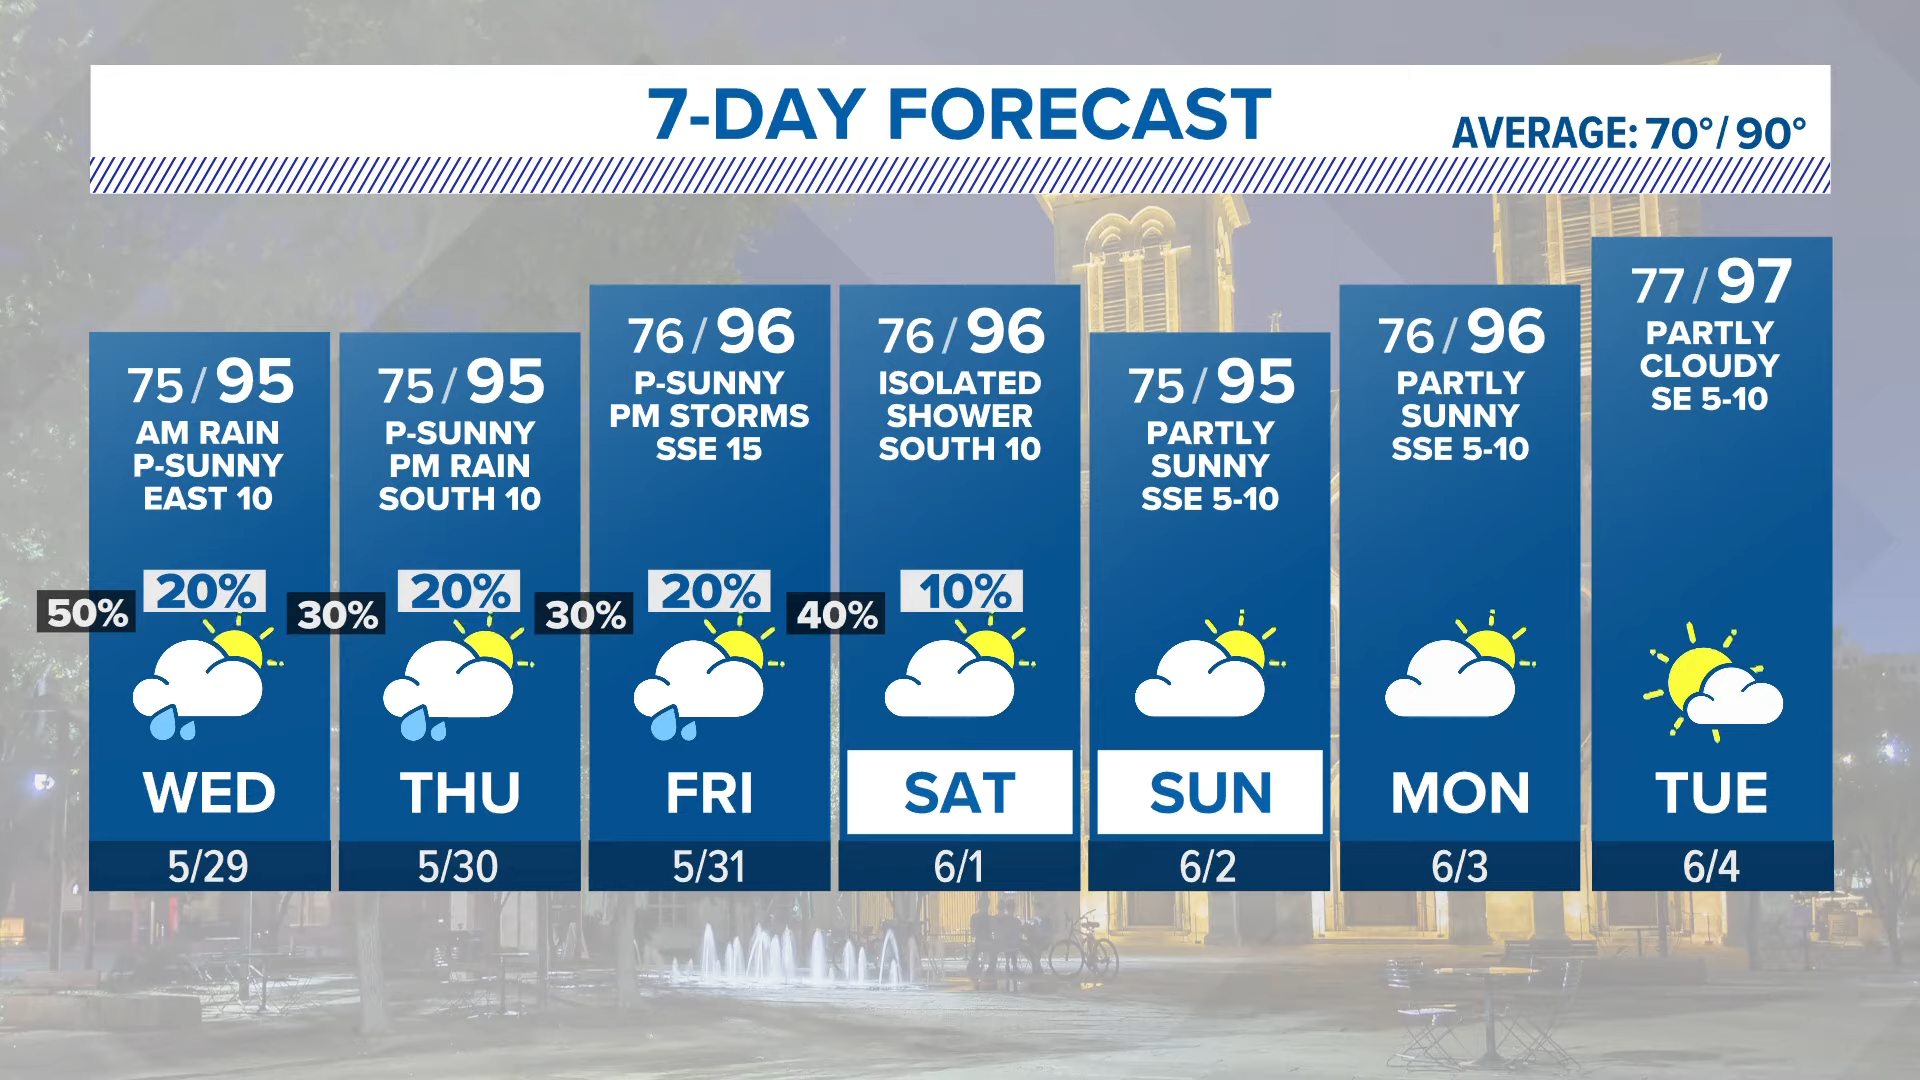 7-DAY FORECAST
AVERAGE: 70°/90°
75/95
AM RAIN
P-SUNNY
EAST 10
50%
20%
WED
5/29
75/95
P-SUNNY
PM RAIN
SOUTH 10
30%
20%
THU
5/30
76/96
P-SUNNY
PM STORMS
SSE 15
30%
20%
FRI
5/31
76/96
ISOLATED
SHOWER
SOUTH 10
40%
10%
SAT
6/1
75/95
PARTLY
SUNNY
SSE 5-10
SUN
6/2
76/96
PARTLY
SUNNY
SSE 5-10
MON
6/3
77/97
PARTLY
CLOUDY
SE 5-10
TUE
6/4